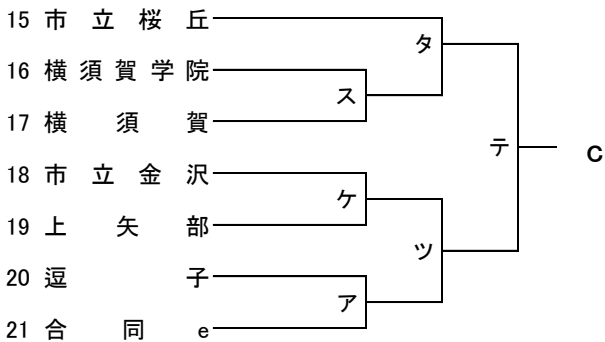 15 市立桜丘
タ
16 横須賀学院
ス
17 横須賀
テ
C
18 市立金沢
ケ
19 上矢部
ツ
20 逗子
ア
21 合同e